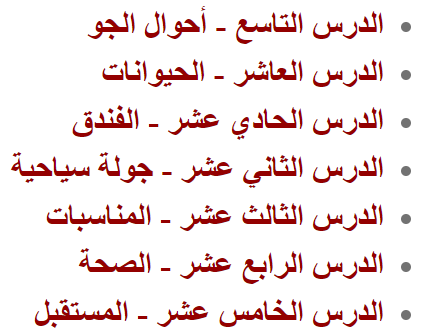 الدرس التاسع - أحوال الجو
الدرس العاشر - الحيوانات
الدرس الحادي عشر - الفندق
الدرس الثاني عشر - جولة سياحية
الدرس الثالث عشر - المناسبات
الدرس الرابع عشر - الصحة
الدرس الخامس عشر - المستقبل